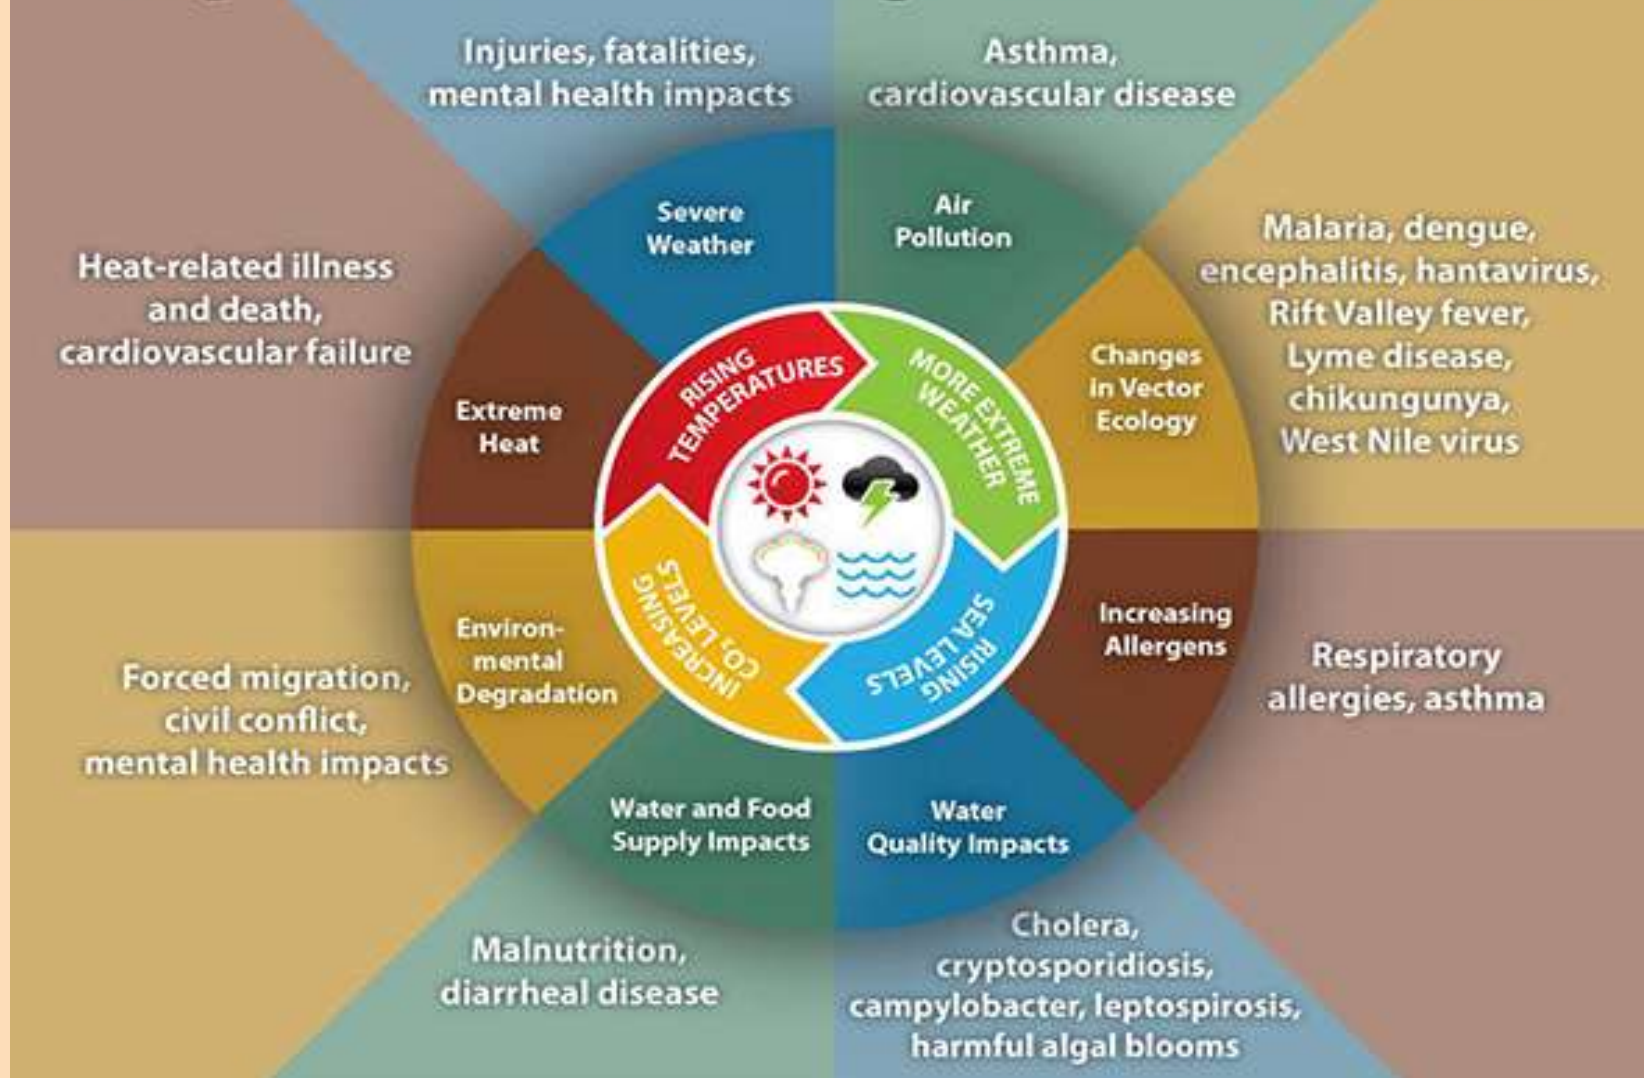 Injuries, fatalities,
mental health impacts
Asthma,
cardiovascular disease
Severe
Weather
Air
Pollution
Heat-related illness
and death,
cardiovascular failure
Malaria, dengue,
encephalitis, hantavirus,
Rift Valley fever,
Lyme disease,
chikungunya,
West Nile virus
Extreme
Heat
Changes
in Vector
Ecology
RISING
TEMPERATURES
MORE EXTREME
WEATHER
INCREASING
CO₂ LEVELS
RISING
SEA LEVELS
Environ-
mental
Degradation
Increasing
Allergens
Forced migration,
civil conflict,
mental health impacts
Respiratory
allergies, asthma
Water and Food
Supply Impacts
Water
Quality Impacts
Malnutrition,
diarrheal disease
Cholera,
cryptosporidiosis,
campylobacter, leptospirosis,
harmful algal blooms